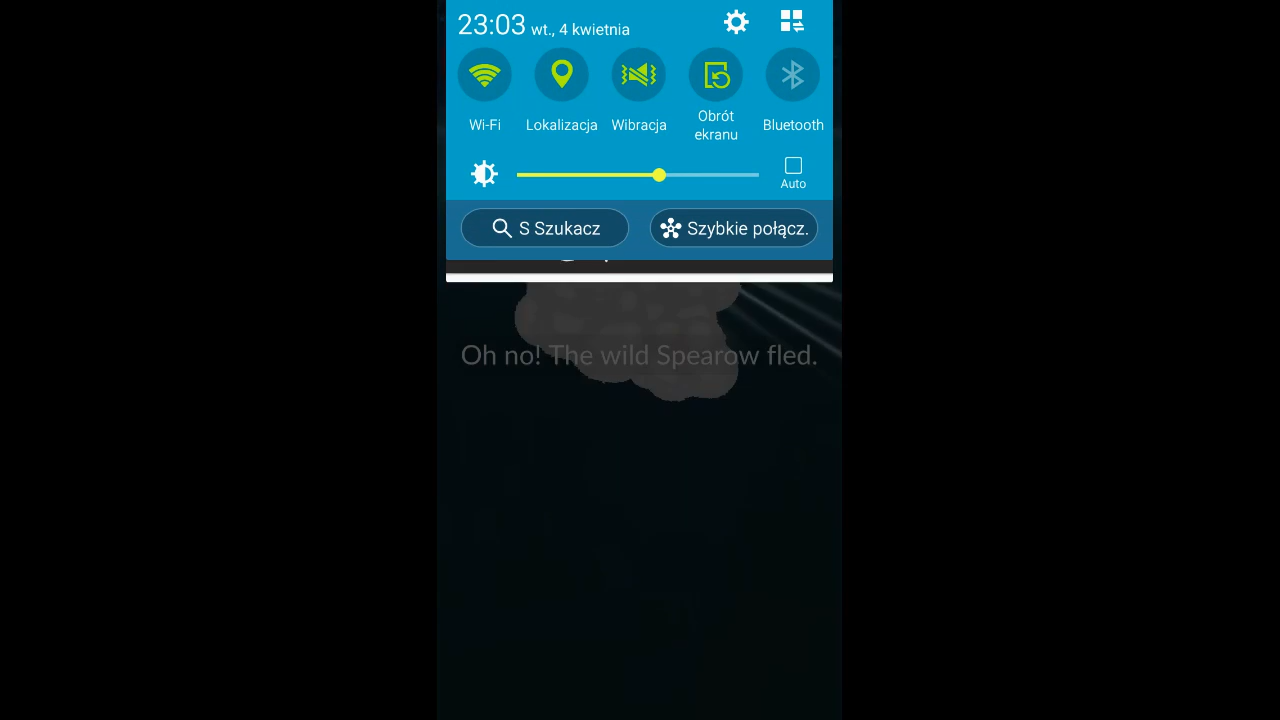 23:03 wt., 4 kwietnia
Wi-Fi
Lokalizacja
Wibracja
Obrót
ekranu
Bluetooth
Auto
S Szukacz
Szybkie połącz.
Oh no! The wild Spearow fled.